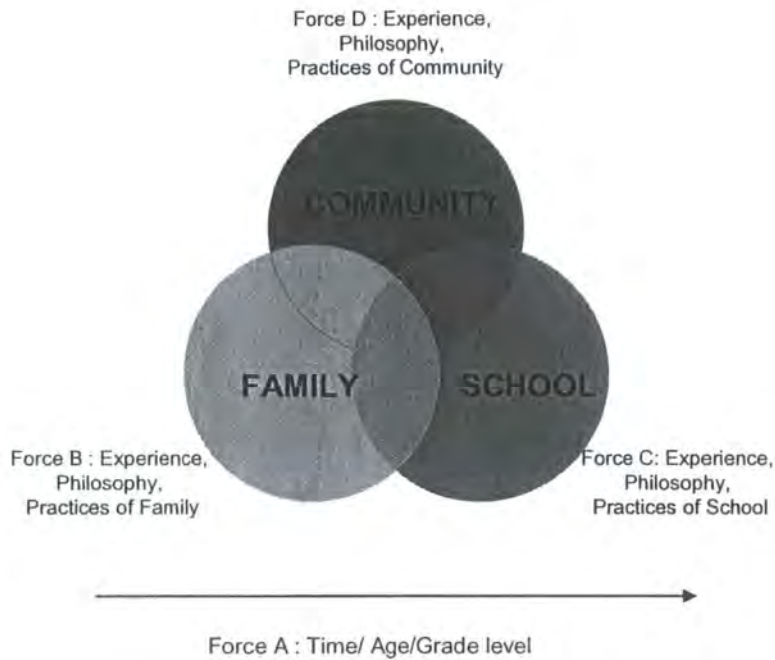 Force D : Experience,
Philosophy,
Practices of Community
COMMUNITY
FAMILY
SCHOOL
Force B : Experience,
Philosophy,
Practices of Family
Force C: Experience,
Philosophy,
Practices of School
Force A : Time/ Age/Grade level